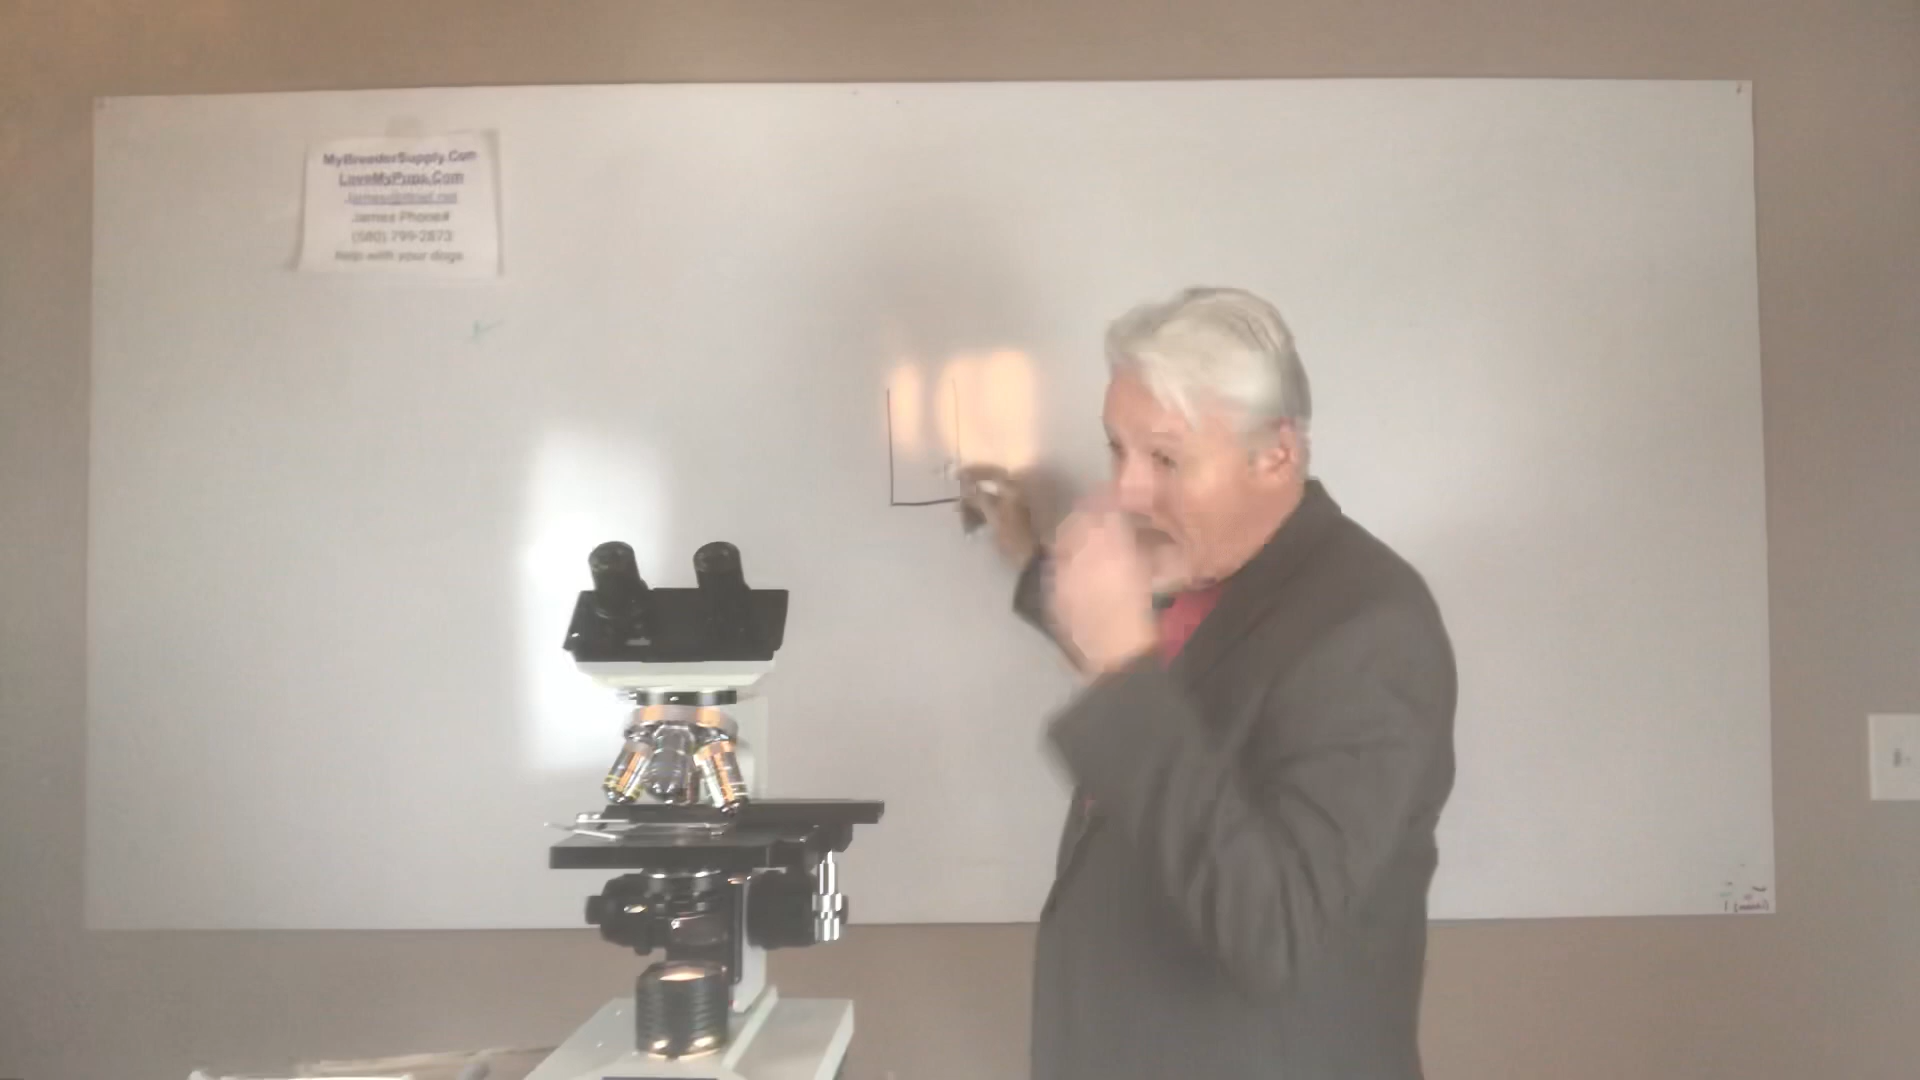 MyBreederSupply.Com
LoveMyPups.Com
James Phone#
(580) 799-2873
help with your dogs